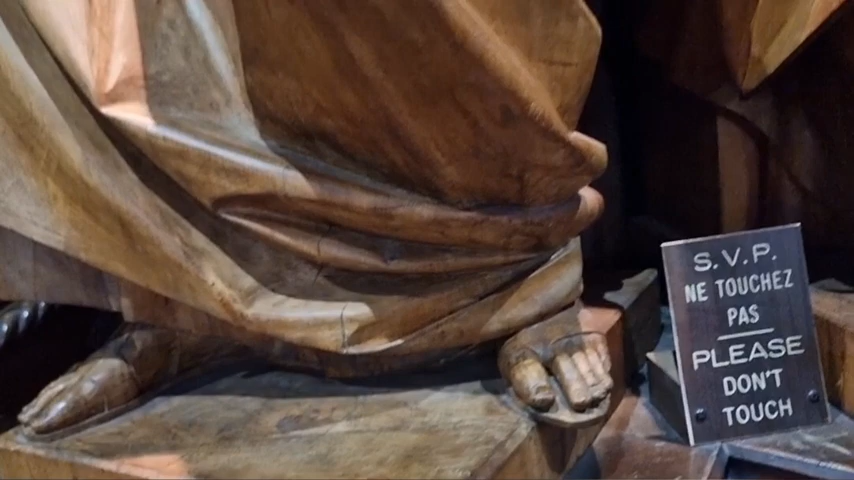 S.V.P.
NE TOUCHEZ
PAS
PLEASE
DON'T
TOUCH